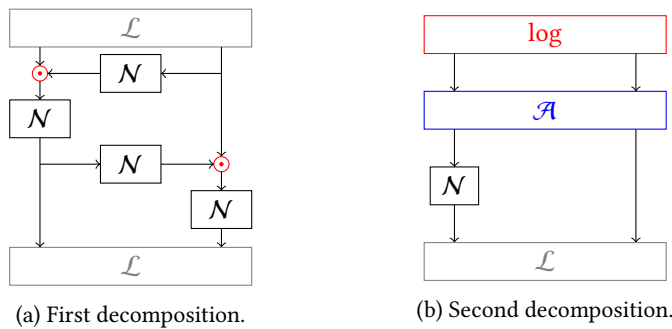 ℒ log
𝒩
𝒩 𝒜
𝒩 𝒩
𝒩
ℒ ℒ
(a) First decomposition. (b) Second decomposition.